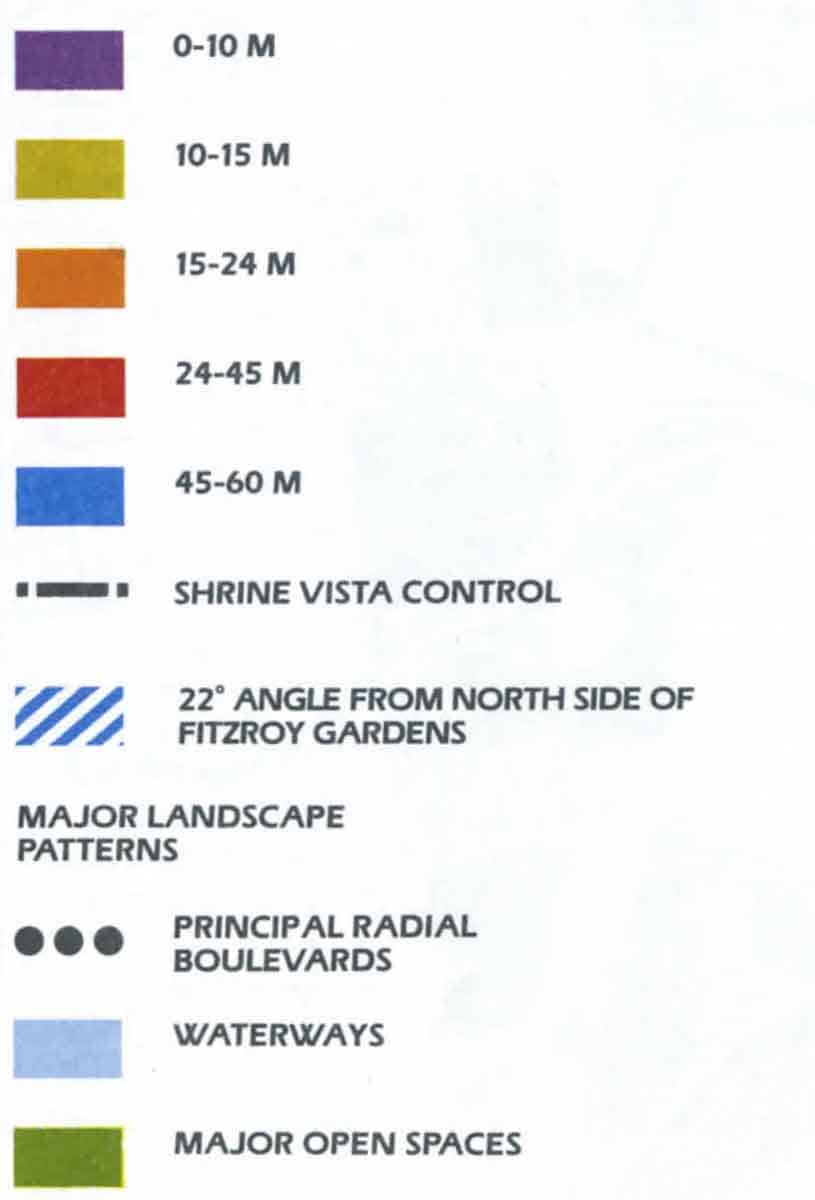 0-10 M
10-15 M
15-24 M
24-45 M
45-60 M
SHRINE VISTA CONTROL
22° ANGLE FROM NORTH SIDE OF
FITZROY GARDENS
MAJOR LANDSCAPE
PATTERNS
PRINCIPAL RADIAL
BOULEVARDS
WATERWAYS
MAJOR OPEN SPACES